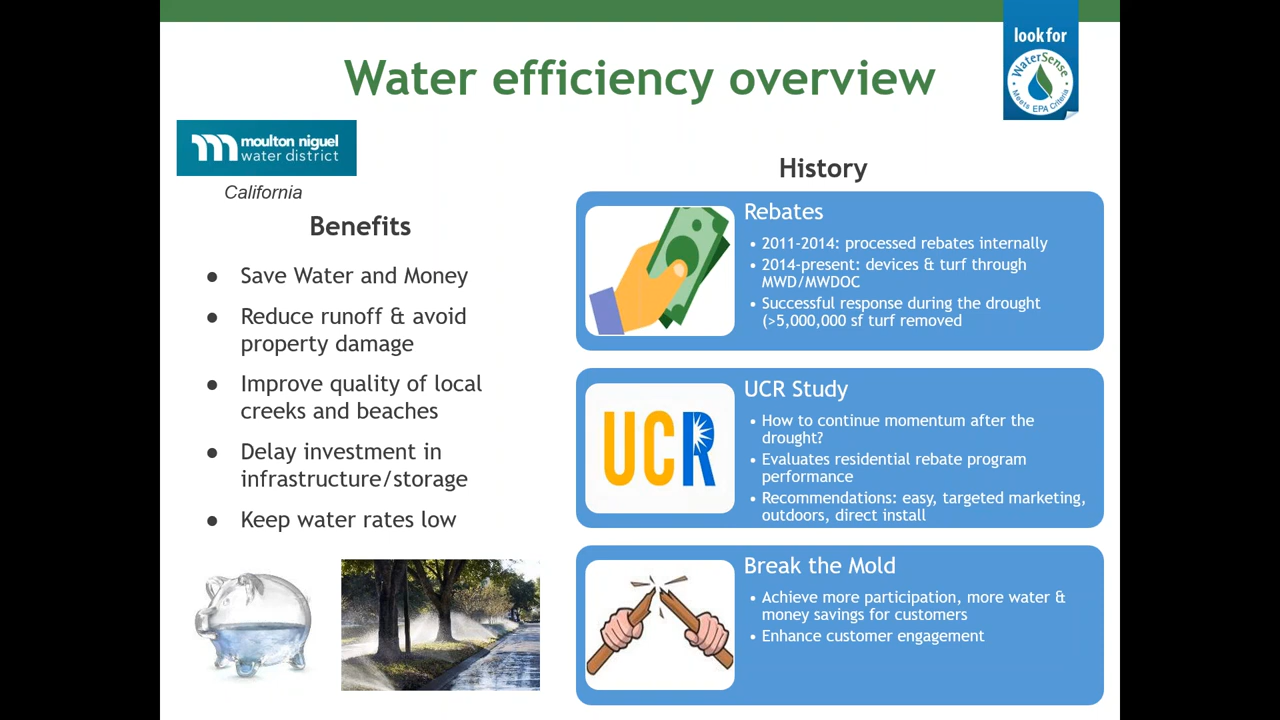 look for
WaterSense
Meets EPA Criteria
Water efficiency overview
moulton niguel
water district
California
Benefits
● Save Water and Money
● Reduce runoff & avoid
property damage
● Improve quality of local
creeks and beaches
● Delay investment in
infrastructure/storage
● Keep water rates low
History
Rebates
• 2011-2014: processed rebates internally
• 2014-present: devices & turf through
MWD/MWDOC
• Successful response during the drought
(>5,000,000 sf turf removed
UCR
UCR Study
• How to continue momentum after the
drought?
• Evaluates residential rebate program
performance
• Recommendations: easy, targeted marketing,
outdoors, direct install
Break the Mold
• Achieve more participation, more water &
money savings for customers
• Enhance customer engagement